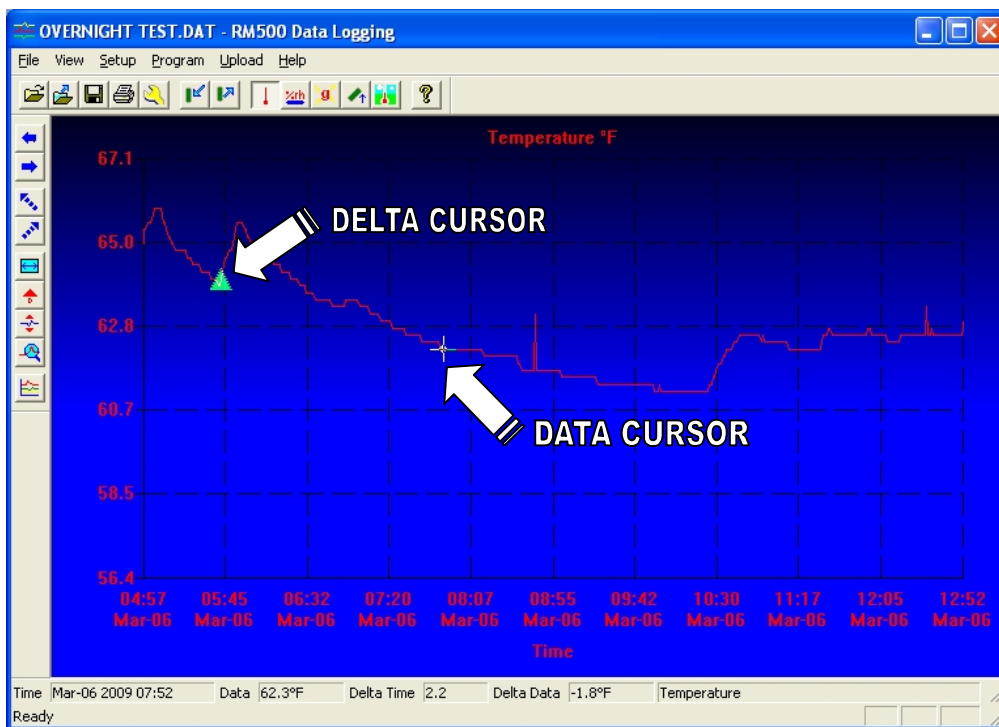 OVERNIGHT TEST.DAT - RM500 Data Logging
File View Setup Program Upload Help
%rh g ?
Temperature °F
67.1
DELTA CURSOR
65.0
62.8
60.7
DATA CURSOR
58.5
56.4
04:57 05:45 06:32 07:20 08:07 08:55 09:42 10:30 11:17 12:05 12:52
Mar-06 Mar-06 Mar-06 Mar-06 Mar-06 Mar-06 Mar-06 Mar-06 Mar-06 Mar-06 Mar-06
Time
Time Mar-06 2009 07:52 Data 62.3°F Delta Time 2.2 Delta Data -1.8°F Temperature
Ready